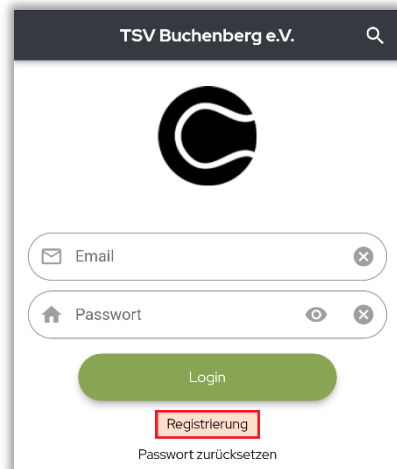 TSV Buchenberg e.V.
Email
Passwort
Login
Registrierung
Passwort zurücksetzen